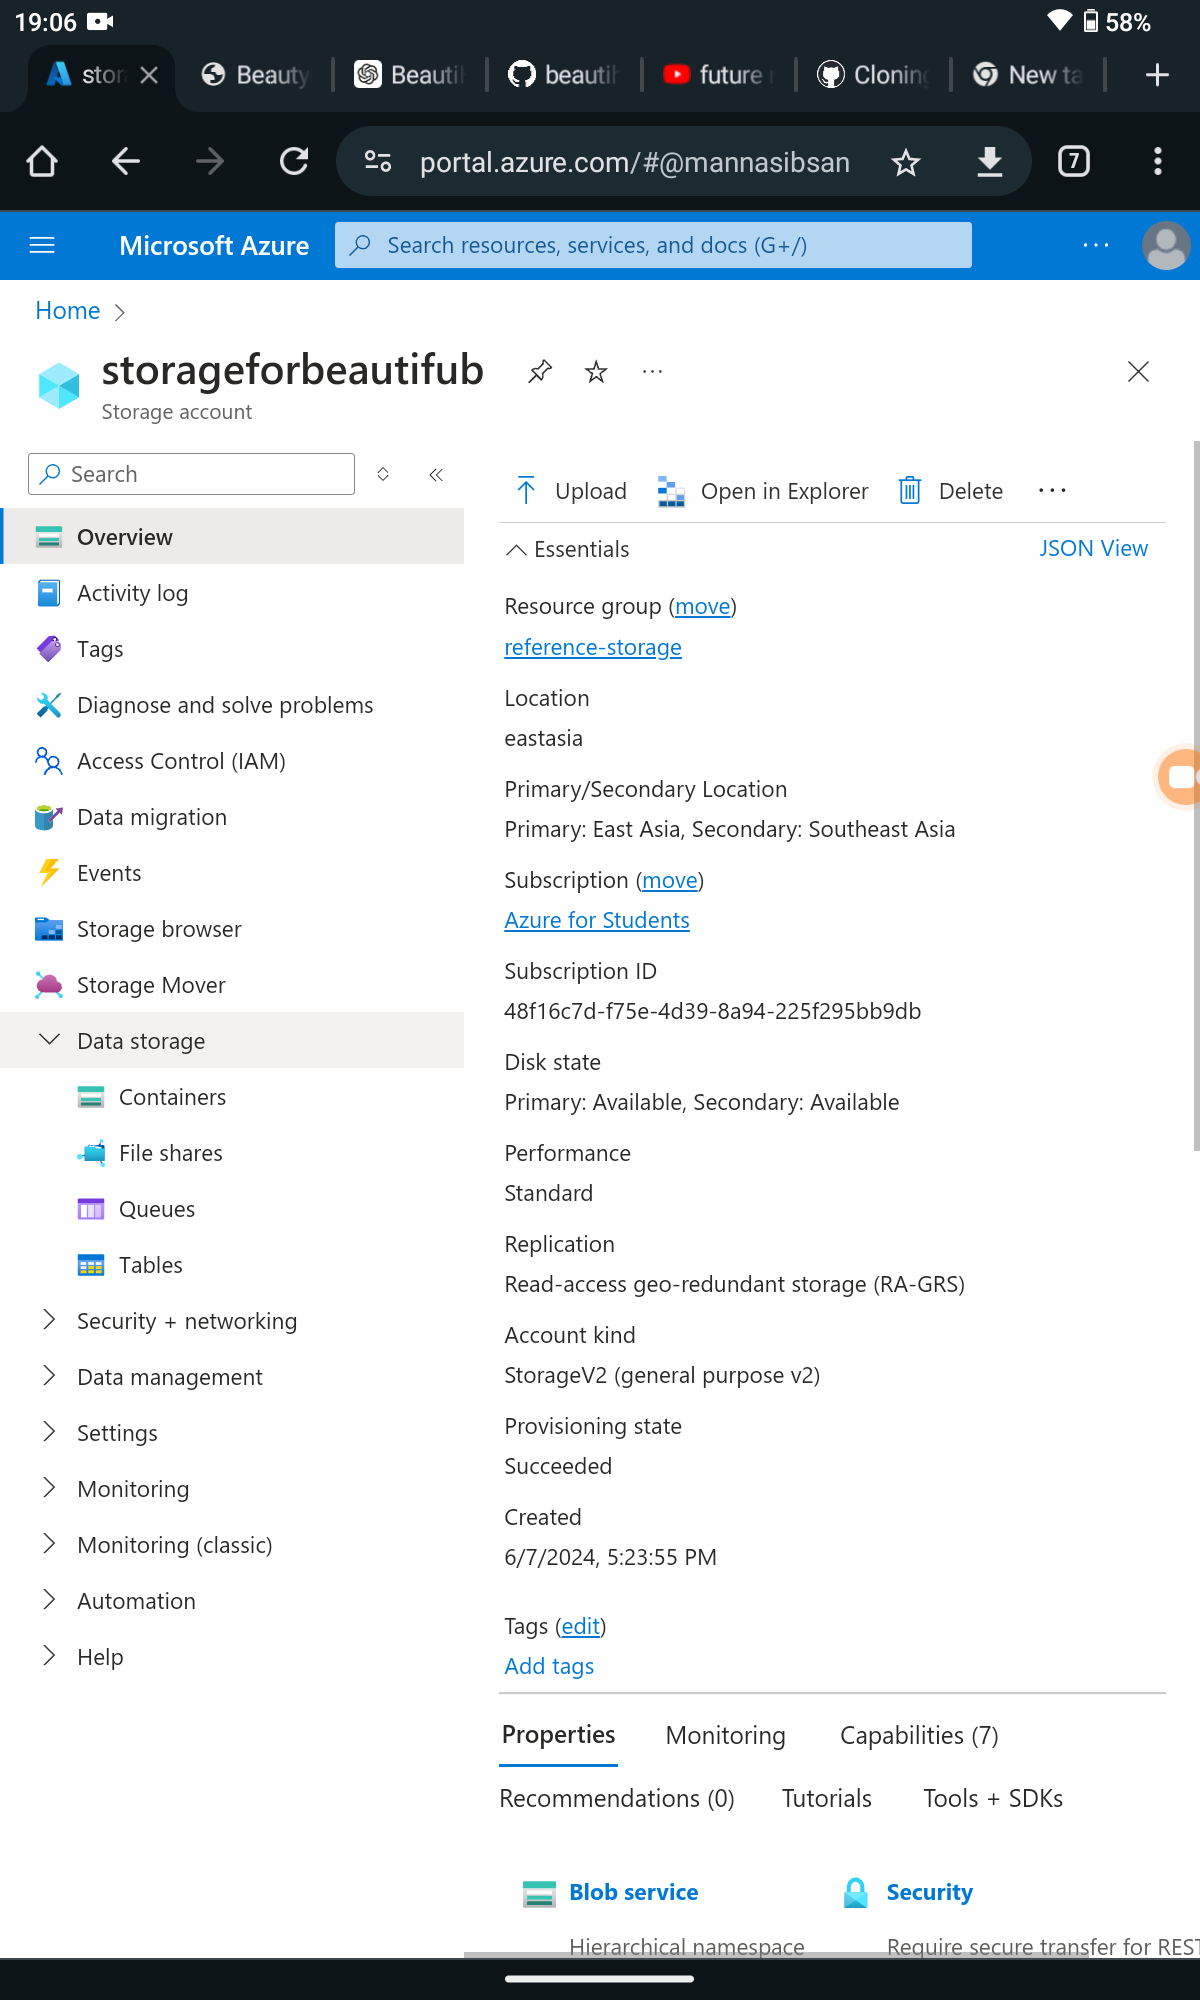 19:06
58%
stor
Beauty
Beauti
beautif
future
Cloning
New ta
portal.azure.com/#@mannasibsan
7
Microsoft Azure
Search resources, services, and docs (G+/)
Home
storageforbeautifub
Storage account
Search
Upload
Open in Explorer
Delete
Overview
Activity log
Tags
Diagnose and solve problems
Access Control (IAM)
Data migration
Events
Storage browser
Storage Mover
Data storage
Containers
File shares
Queues
Tables
Security + networking
Data management
Settings
Monitoring
Monitoring (classic)
Automation
Help
Essentials
JSON View
Resource group (move)
reference-storage
Location
eastasia
Primary/Secondary Location
Primary: East Asia, Secondary: Southeast Asia
Subscription (move)
Azure for Students
Subscription ID
48f16c7d-f75e-4d39-8a94-225f295bb9db
Disk state
Primary: Available, Secondary: Available
Performance
Standard
Replication
Read-access geo-redundant storage (RA-GRS)
Account kind
StorageV2 (general purpose v2)
Provisioning state
Succeeded
Created
6/7/2024, 5:23:55 PM
Tags (edit)
Add tags
Properties
Monitoring
Capabilities (7)
Recommendations (0)
Tutorials
Tools + SDKs
Blob service
Security
Hierarchical namespace
Require secure transfer for REST